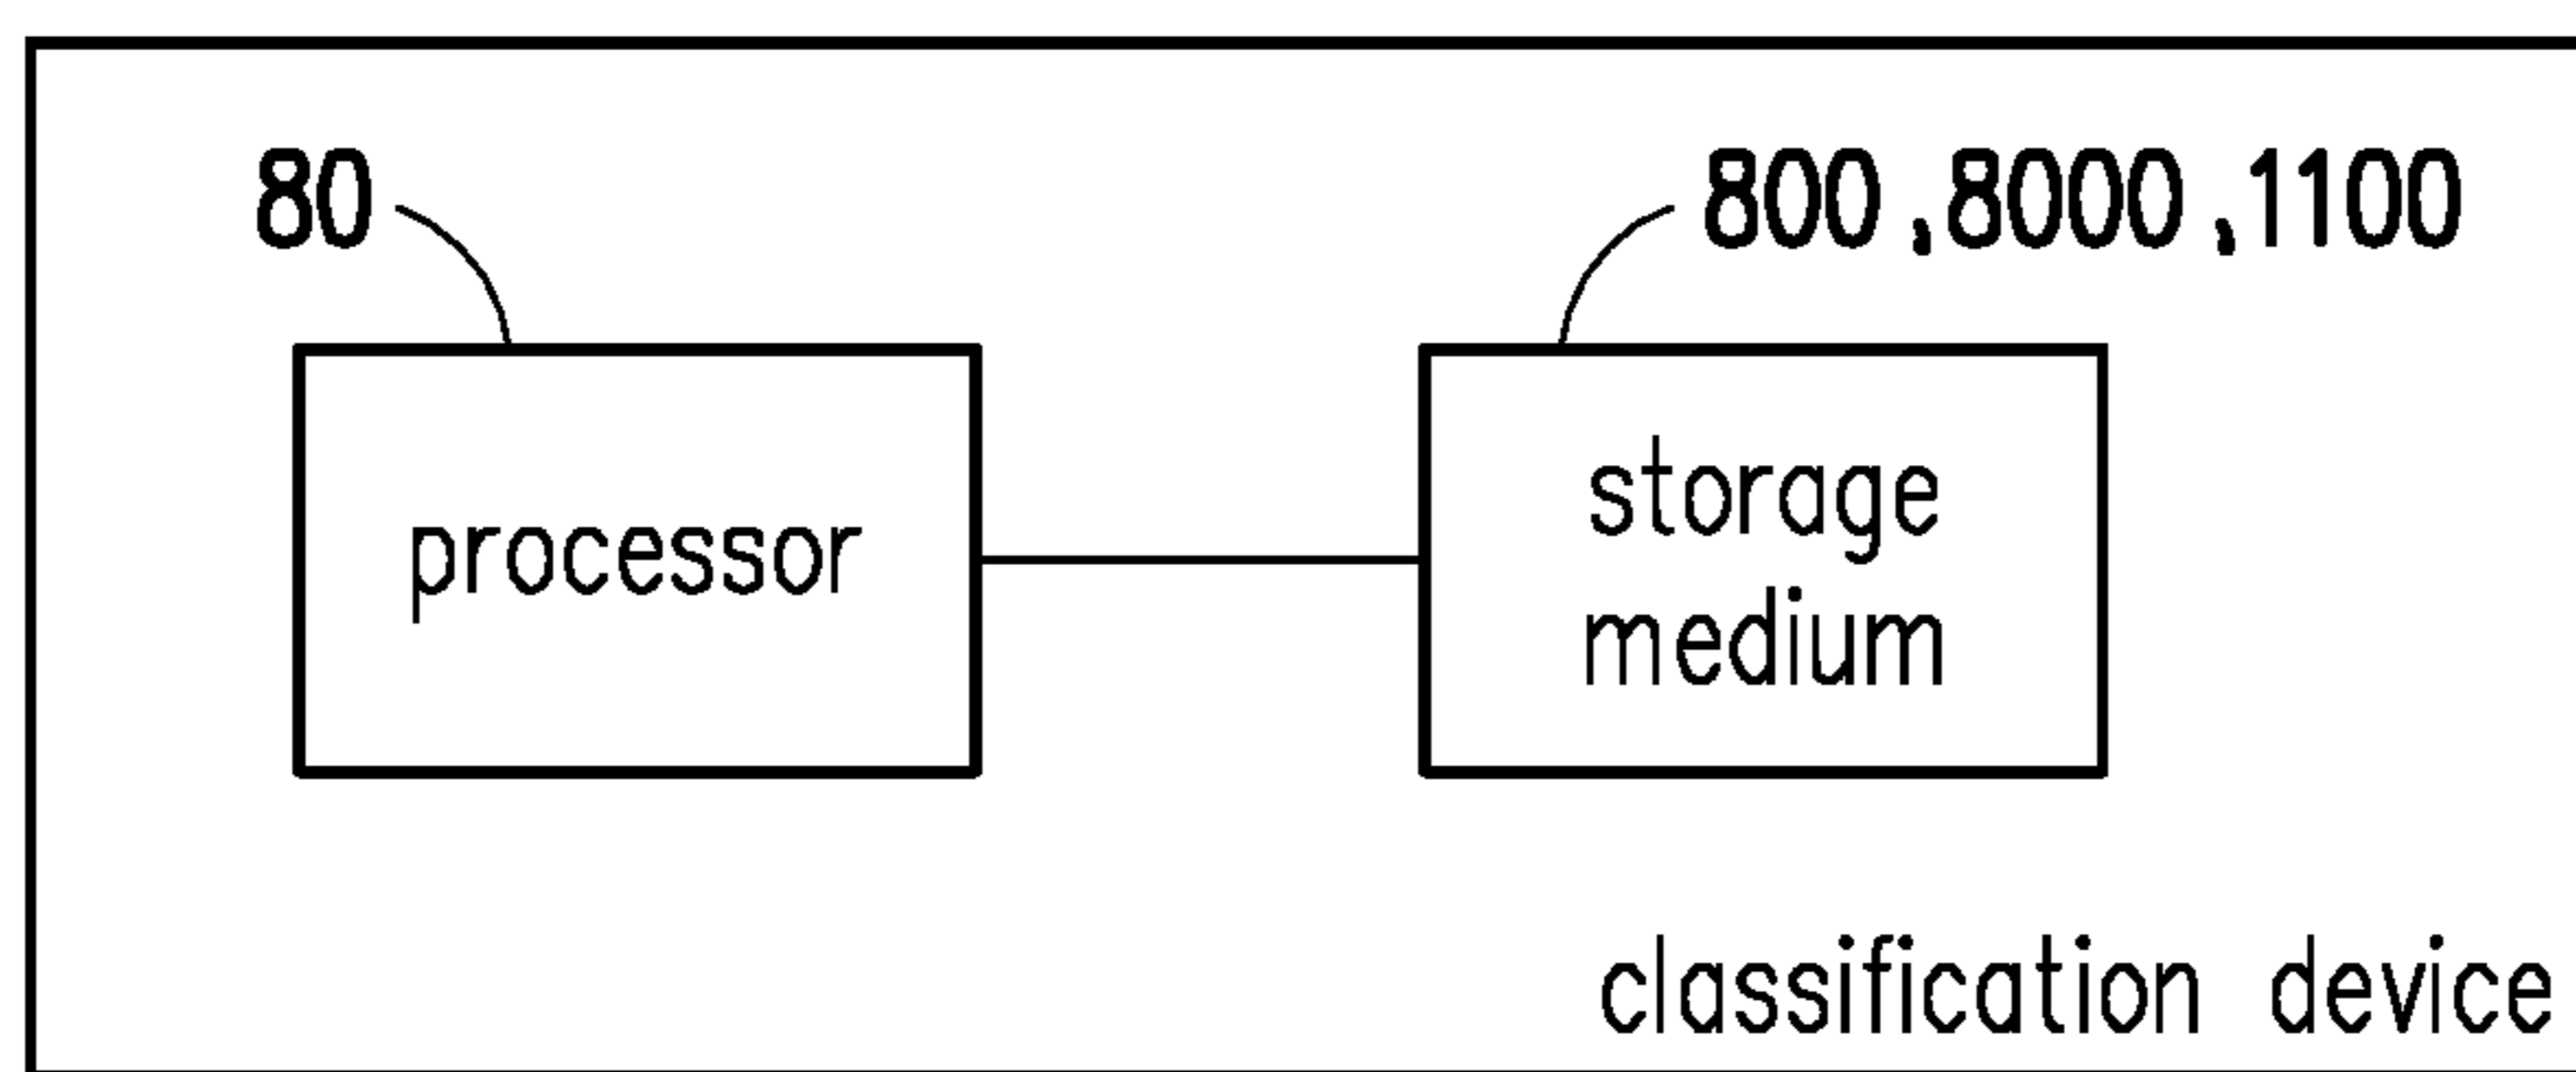 80
800,8000,1100
processor
storage
medium
classification device